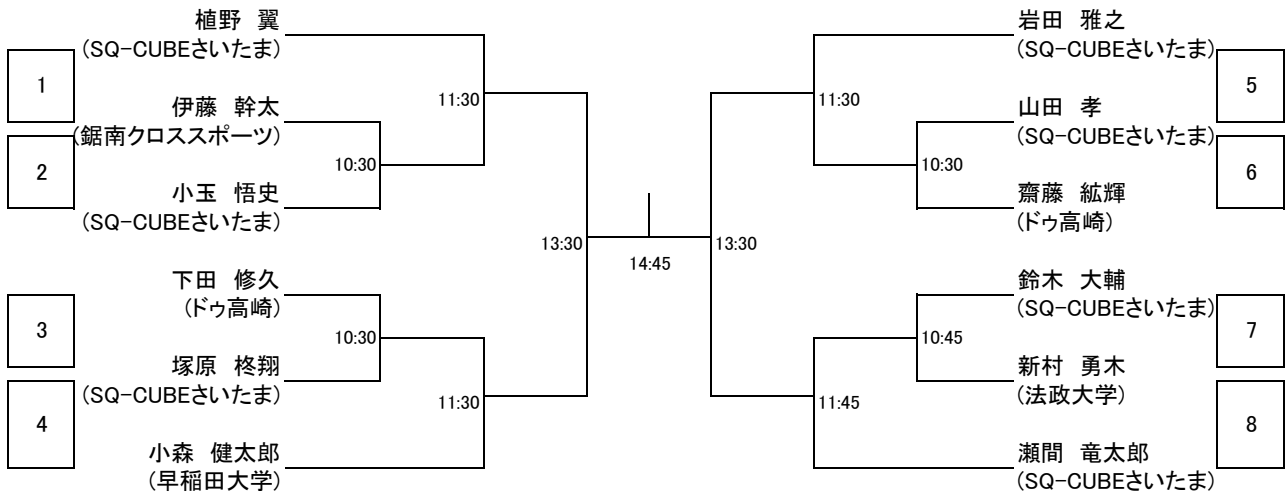 植野 翼
(SQ-CUBEさいたま)
1
伊藤 幹太
(鋸南クロススポーツ)
11:30
2
10:30
小玉 悟史
(SQ-CUBEさいたま)
13:30
下田 修久
(ドゥ高崎)
3
10:30
塚原 柊翔
(SQ-CUBEさいたま)
4
11:30
小森 健太郎
(早稲田大学)
14:45
岩田 雅之
(SQ-CUBEさいたま)
5
11:30
山田 孝
(SQ-CUBEさいたま)
6
10:30
齋藤 紘輝
(ドゥ高崎)
13:30
鈴木 大輔
(SQ-CUBEさいたま)
7
10:45
新村 勇木
(法政大学)
8
11:45
瀬間 竜太郎
(SQ-CUBEさいたま)